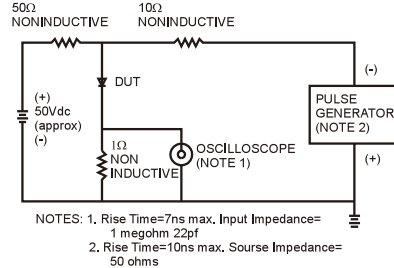 50Ω
NONINDUCTIVE
10Ω
NONINDUCTIVE
(+)
50Vdc
(approx)
(-)
DUT
1Ω
NON
INDUCTIVE
OSCILLOSCOPE
(NOTE 1)
(-)
PULSE
GENERATOR
(NOTE 2)
(+)
NOTES: 1. Rise Time=7ns max. Input Impedance=
1 megohm 22pf
2. Rise Time=10ns max. Sourse Impedance=
50 ohms